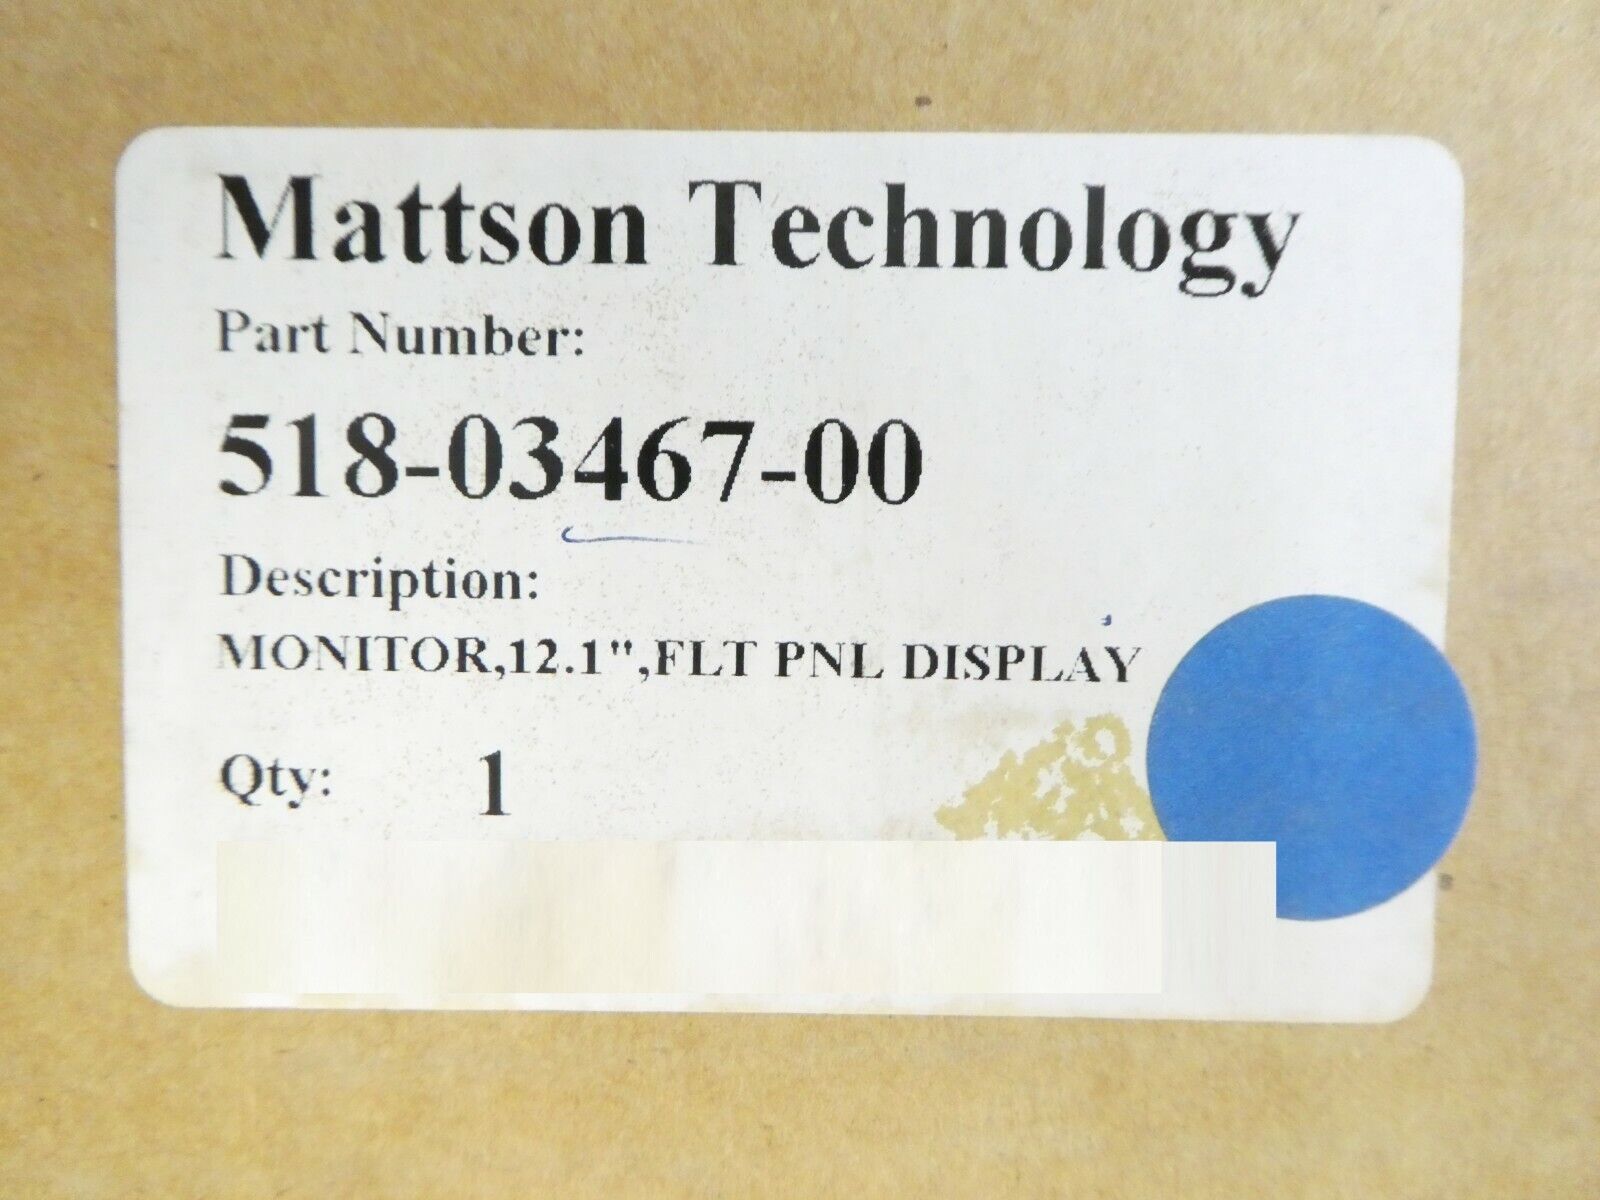 Mattson Technology
Part Number:
518-03467-00
Description:
MONITOR,12.1",FLT PNL DISPLAY
Qty: 1